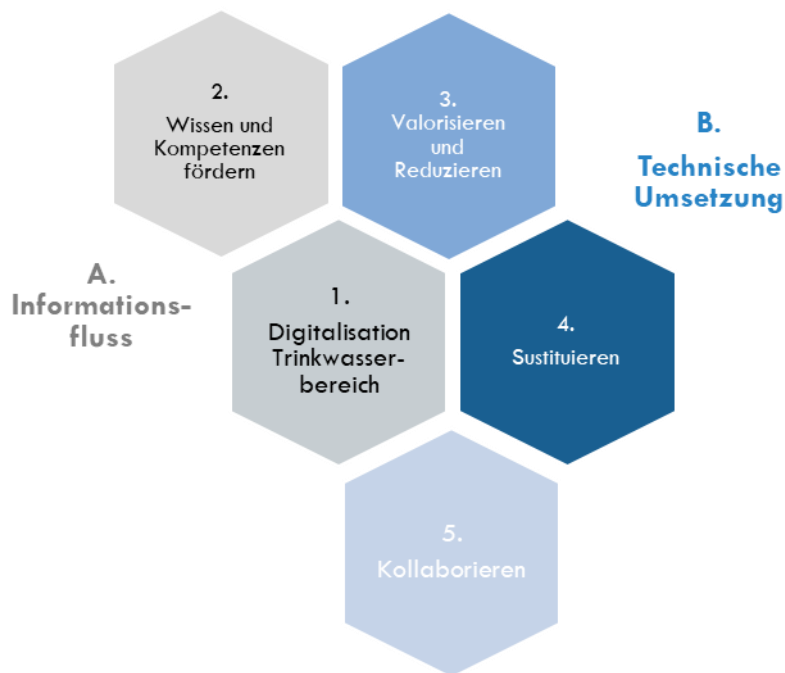 2.
Wissen und
Kompetenzen
fördern
3.
Valorisieren
und
Reduzieren
B.
Technische
Umsetzung
A.
Informations-
fluss
1.
Digitalisation
Trinkwasser-
bereich
4.
Sustituieren
5.
Kollaborieren